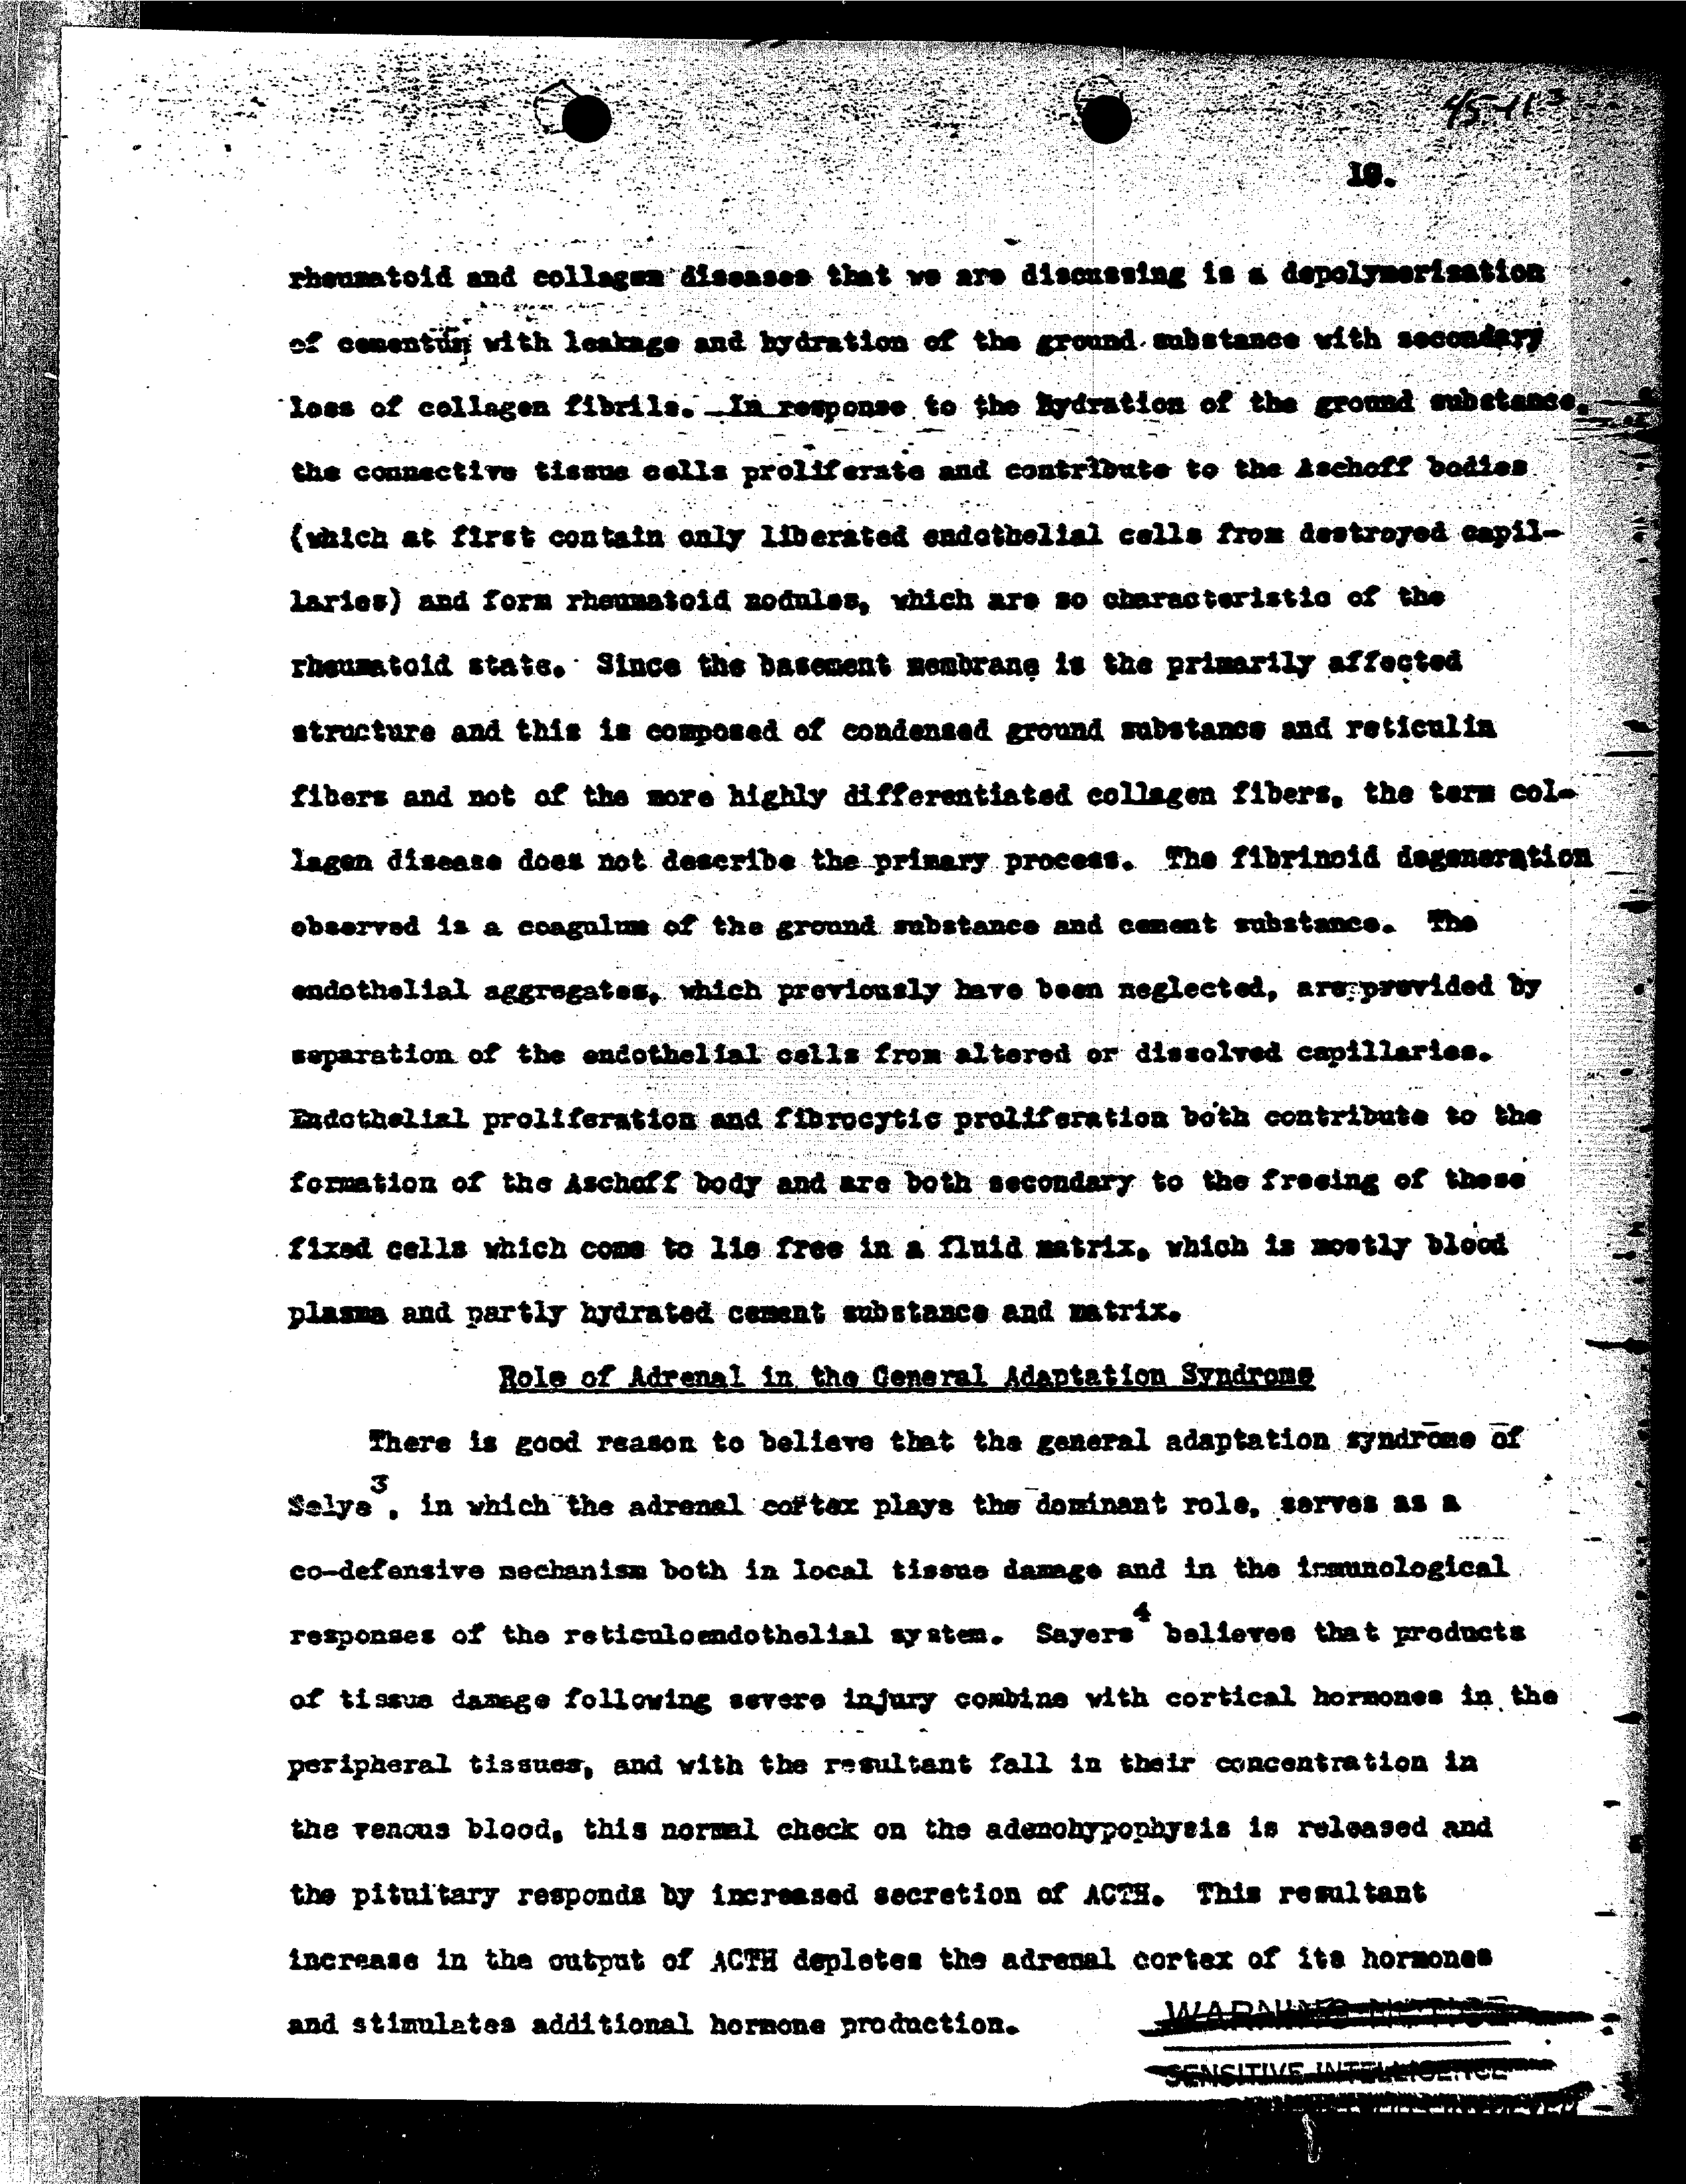 45-11 3
10.
rheumatoid and collagen diseases that we are discussing is a depolymerization
of cementum with leakage and hydration of the ground substance with secondary
loss of collagen fibrils. In response to the hydration of the ground substance,
the connective tissue cells proliferate and contribute to the Aschoff bodies
(which at first contain only liberated endothelial cells from destroyed capil-
laries) and form rheumatoid nodules, which are so characteristic of the
rheumatoid state. Since the basement membrane is the primarily affected
structure and this is composed of condensed ground substance and reticulin
fibers and not of the more highly differentiated collagen fibers, the term col-
lagen disease does not describe the primary process. The fibrinoid degeneration
observed is a coagulum of the ground substance and cement substance. The
endothelial aggregates, which previously have been neglected, are provided by
separation of the endothelial cells from altered or dissolved capillaries.
Endothelial proliferation and fibrocytic proliferation both contribute to the
formation of the Aschoff body and are both secondary to the freeing of these
fixed cells which come to lie free in a fluid matrix, which is mostly blood
plasma and partly hydrated cement substance and matrix.
Role of Adrenal in the General Adaptation Syndrome
There is good reason to believe that the general adaptation syndrome of
Selye3, in which the adrenal cortex plays the dominant role, serves as a
co-defensive mechanism both in local tissue damage and in the immunological
responses of the reticuloendothelial system. Sayers4 believes that products
of tissue damage following severe injury combine with cortical hormones in the
peripheral tissues, and with the resultant fall in their concentration in
the venous blood, this normal check on the adenohypophysis is released and
the pituitary responds by increased secretion of ACTH. This resultant
increase in the output of ACTH depletes the adrenal cortex of its hormones
and stimulates additional hormone production.
WARNING NOTICE
SENSITIVE INTELLIGENCE